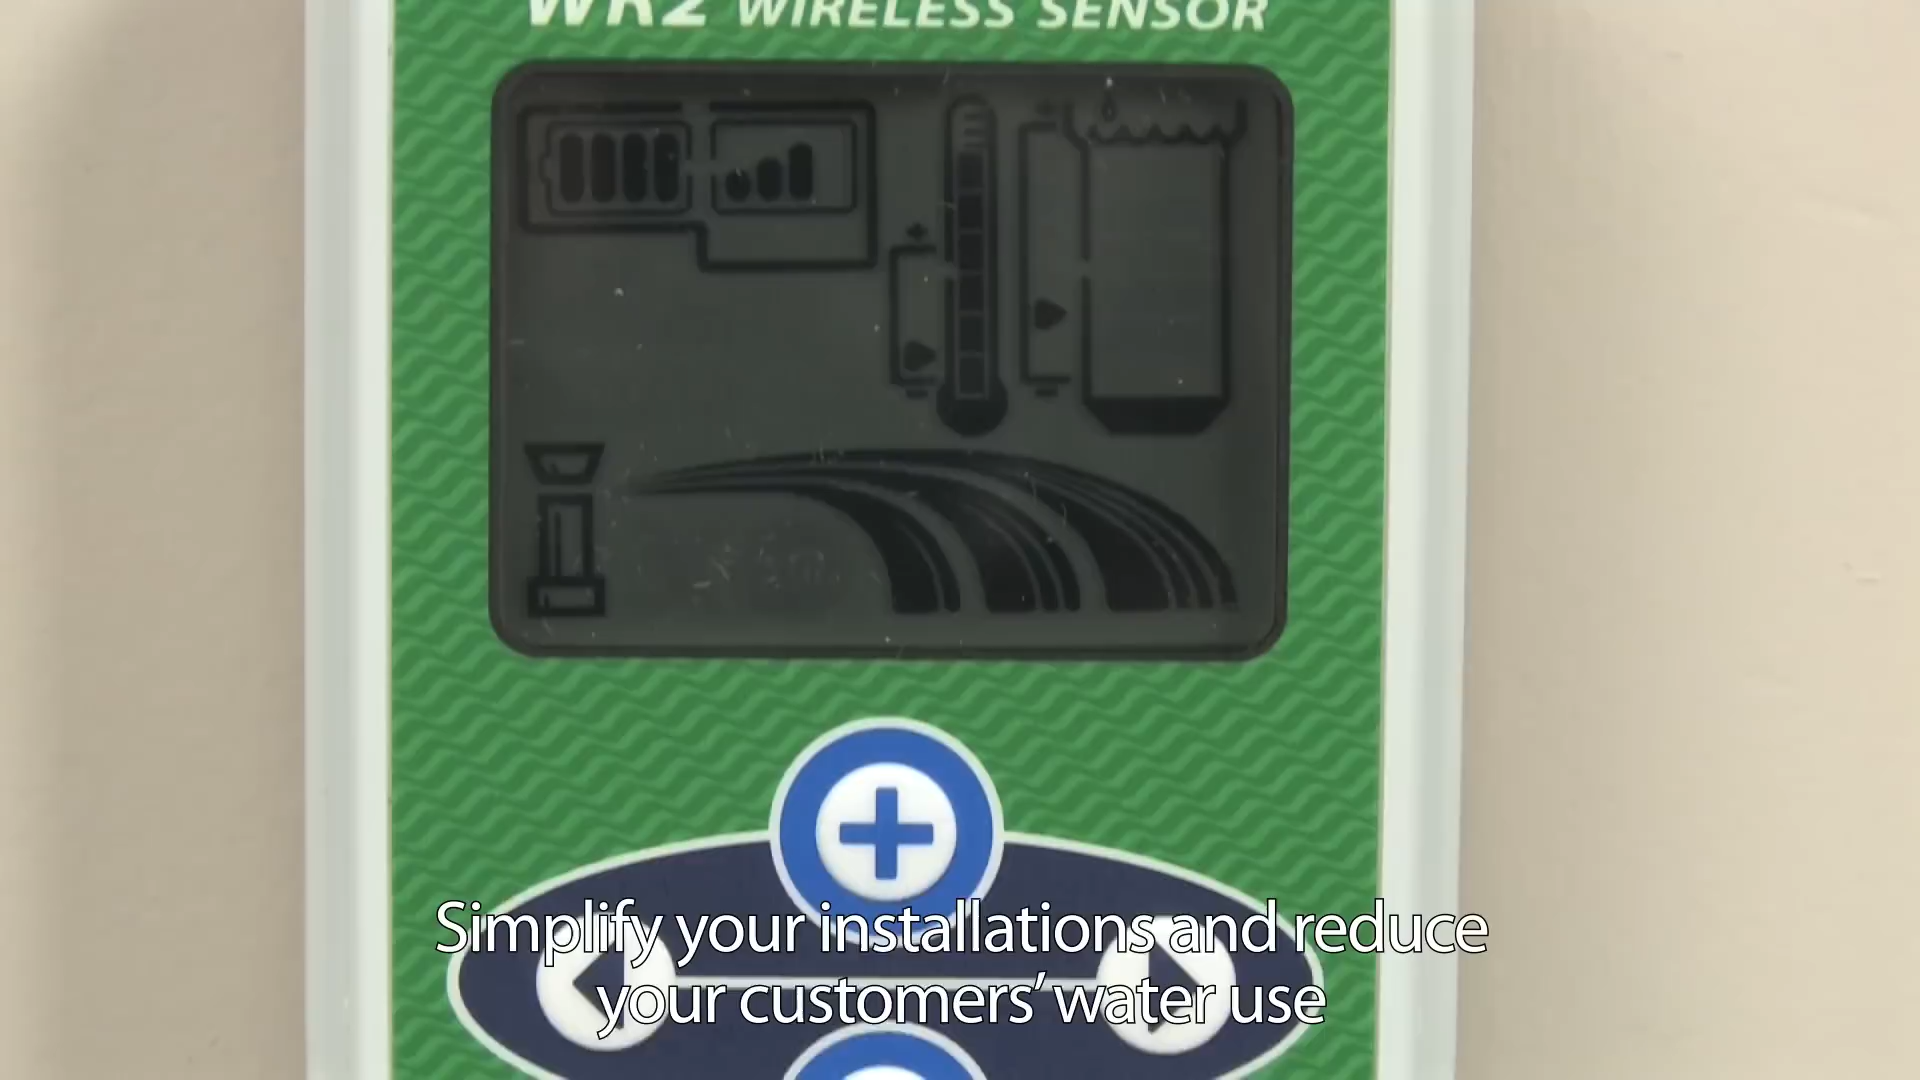 WR2 WIRELESS SENSOR
Simplify your installations and reduce
your customers’ water use